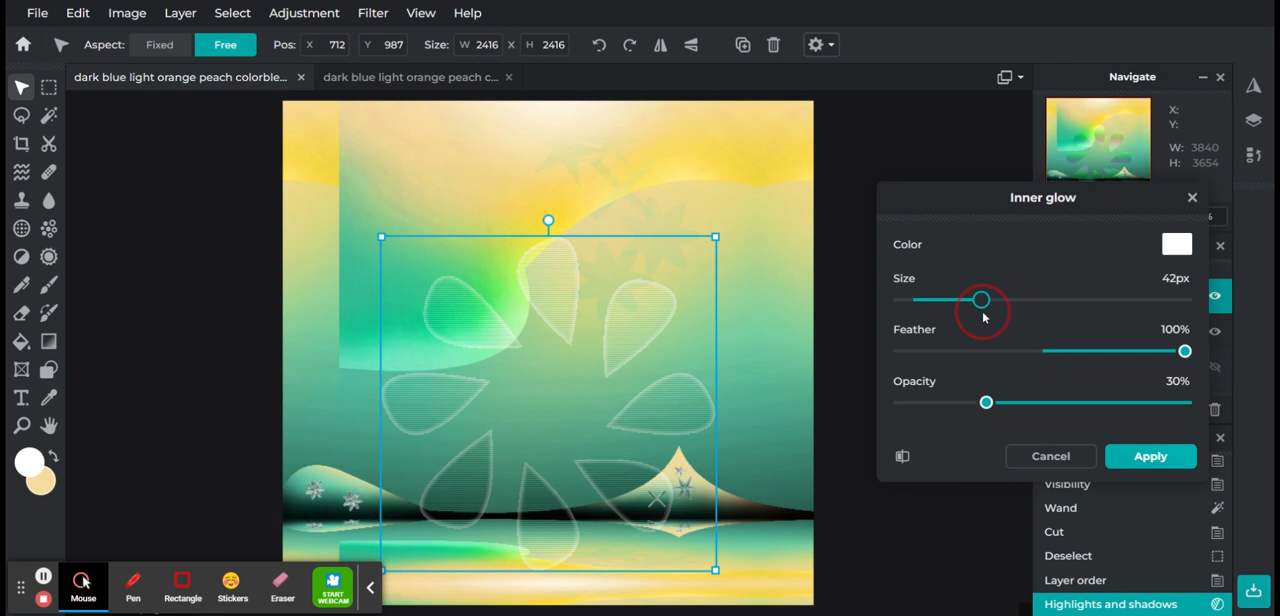 File Edit Image Layer Select Adjustment Filter View Help
Aspect: Fixed Free Pos: X 712 Y 987 Size: W 2416 X H 2416
dark blue light orange peach colorble... × dark blue light orange peach c... ×
Navigate
X:
Y:
W: 3840
H: 3654
%
Inner glow
Color
Size 42px
Feather 100%
Opacity 30%
Cancel Apply
Visibility
Wand
Cut
Deselect
Layer order
Highlights and shadows
T
Mouse Pen Rectangle Stickers Eraser START WEBCAM